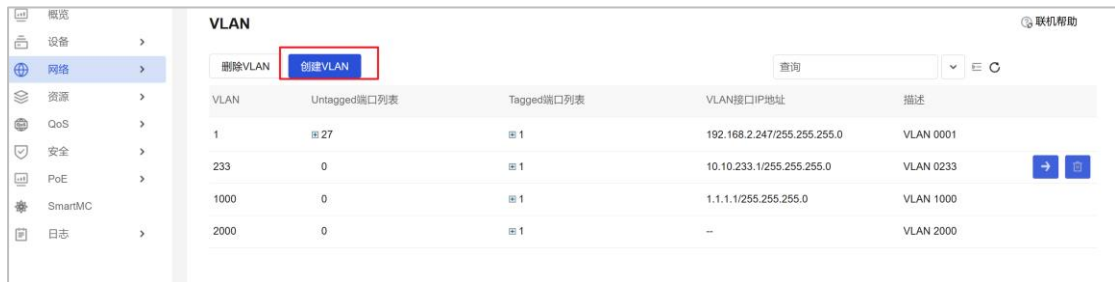 概览
设备
网络
资源
QoS
安全
PoE
SmartMC
日志
VLAN
联机帮助
删除VLAN
创建VLAN
查询
VLAN Untagged端口列表 Tagged端口列表 VLAN接口IP地址 描述
1 27 1 192.168.2.247/255.255.255.0 VLAN 0001
233 0 1 10.10.233.1/255.255.255.0 VLAN 0233
1000 0 1 1.1.1.1/255.255.255.0 VLAN 1000
2000 0 1 -- VLAN 2000